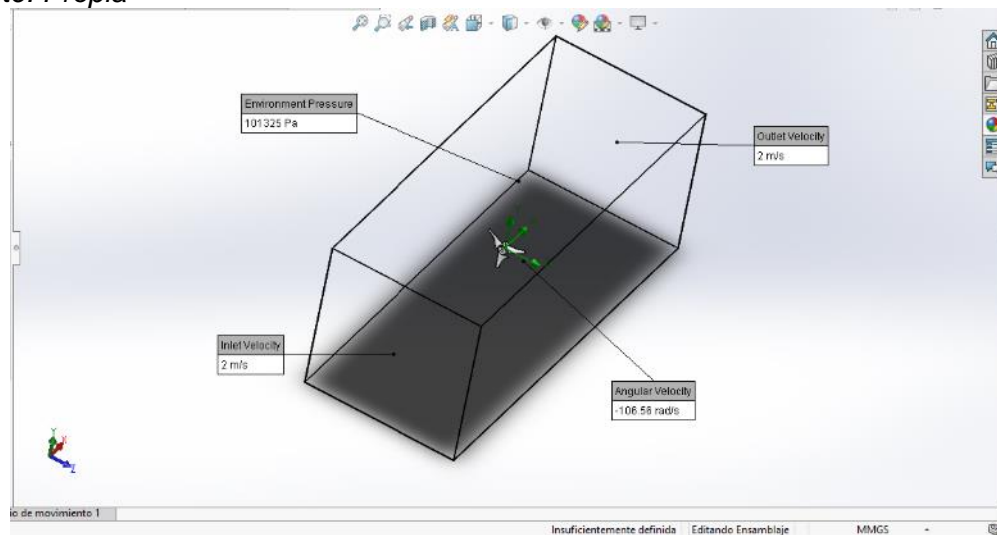 Propia
Environment Pressure
101325 Pa
Outlet Velocity
2 m/s
Inlet Velocity
2 m/s
Angular Velocity
-106.56 rad/s
Y
X
Z
io de movimiento 1
Insuficientemente definida Editando Ensamblaje MMGS -